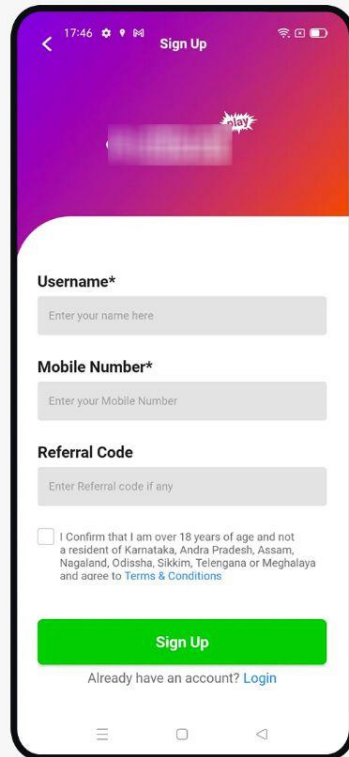 17:46
Sign Up
play
Username*
Enter your name here
Mobile Number*
Enter your Mobile Number
Referral Code
Enter Referral code if any
I Confirm that I am over 18 years of age and not
a resident of Karnataka, Andra Pradesh, Assam,
Nagaland, Odissha, Sikkim, Telengana or Meghalaya
and agree to Terms & Conditions
Sign Up
Already have an account? Login